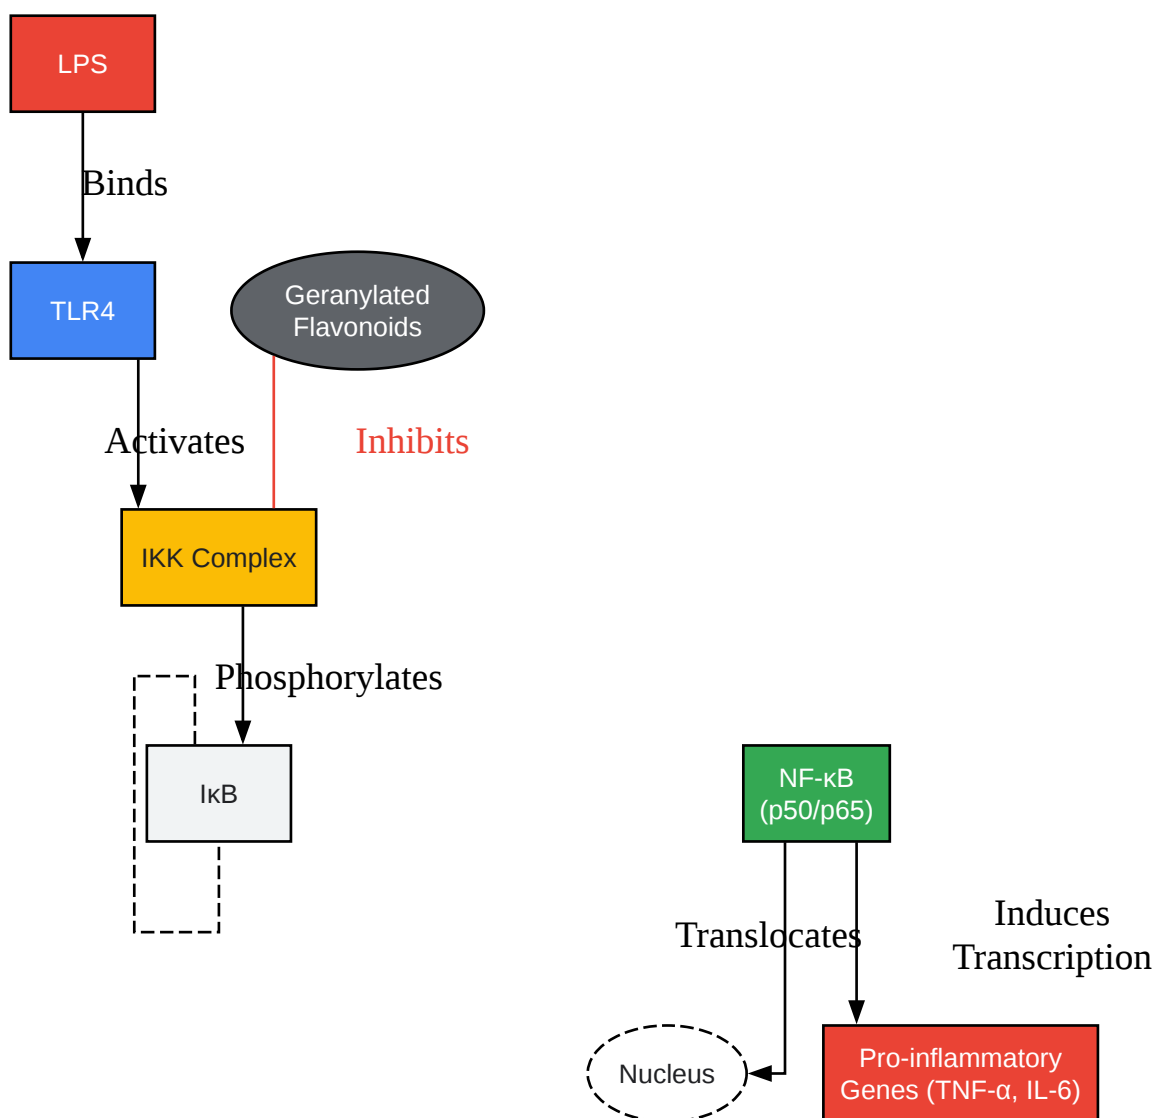 LPS
Binds
TLR4
Geranylated
Flavonoids
Activates
Inhibits
IKK Complex
Phosphorylates
IκB
NF-κB
(p50/p65)
Translocates
Induces
Transcription
Nucleus
Pro-inflammatory
Genes (TNF-α, IL-6)